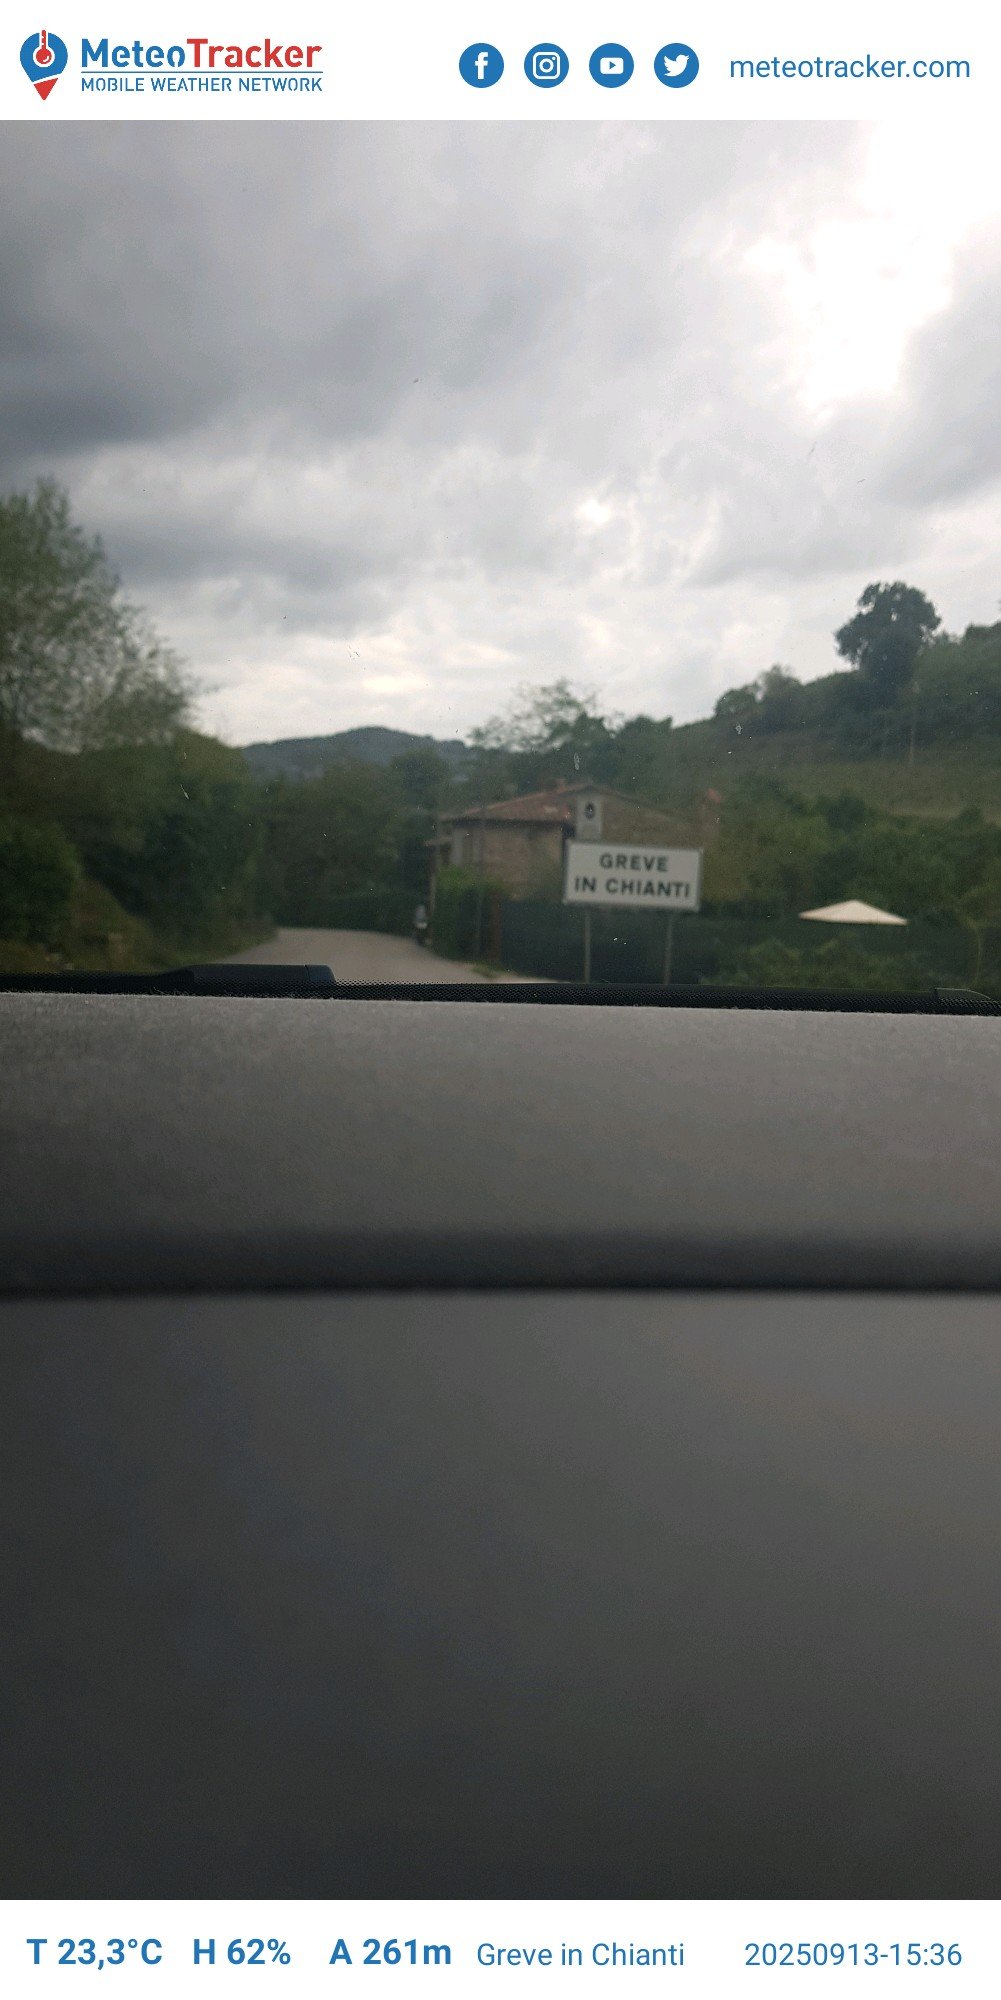 MeteoTracker
MOBILE WEATHER NETWORK
meteotracker.com
GREVE
IN CHIANTI
T 23,3°C H 62% A 261m Greve in Chianti 20250913-15:36